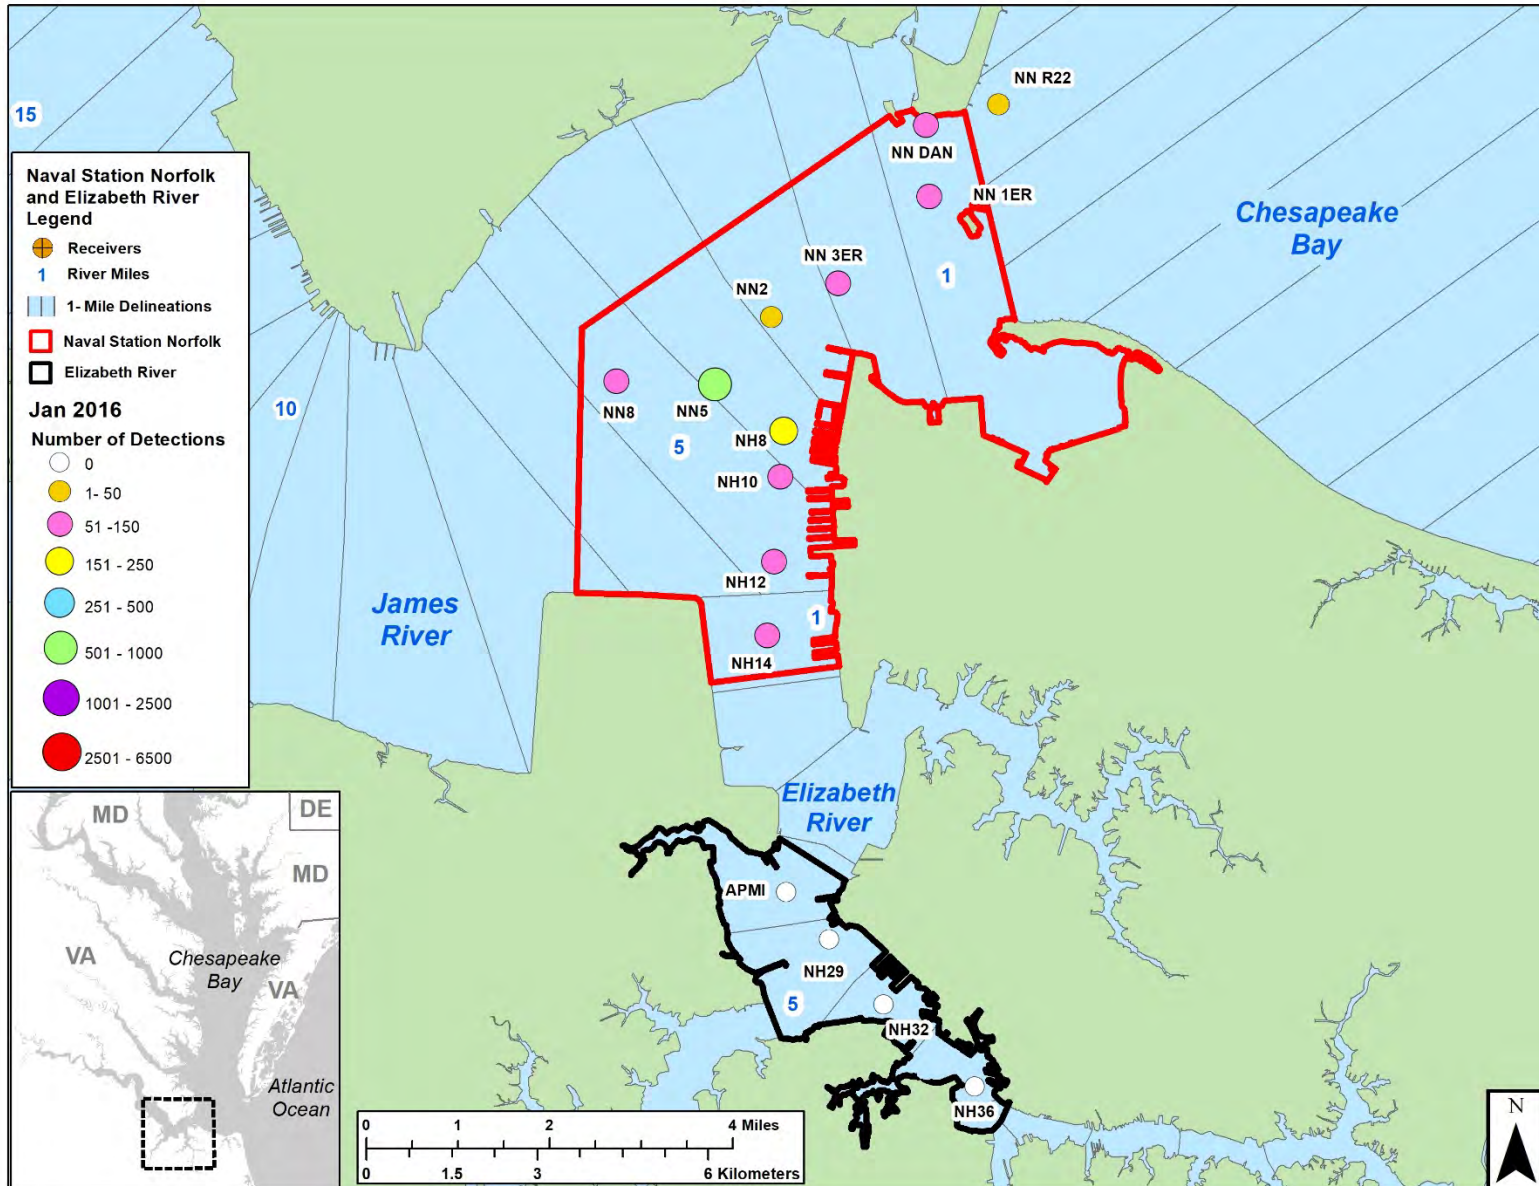 15
NN R22
NN DAN
NN 1ER
Chesapeake
Bay
NN 3ER
1
NN2
NN8
NN5
NH8
5
NH10
10
NH12
James
River
1
NH14
Elizabeth
River
APMI
NH29
5
NH32
NH36
Naval Station Norfolk
and Elizabeth River
Legend
Receivers
1 River Miles
1- Mile Delineations
Naval Station Norfolk
Elizabeth River
Jan 2016
Number of Detections
0
1- 50
51 -150
151 - 250
251 - 500
501 - 1000
1001 - 2500
2501 - 6500
MD
DE
MD
VA
Chesapeake
Bay
VA
Atlantic
Ocean
0 1 2 4 Miles
0 1.5 3 6 Kilometers
N